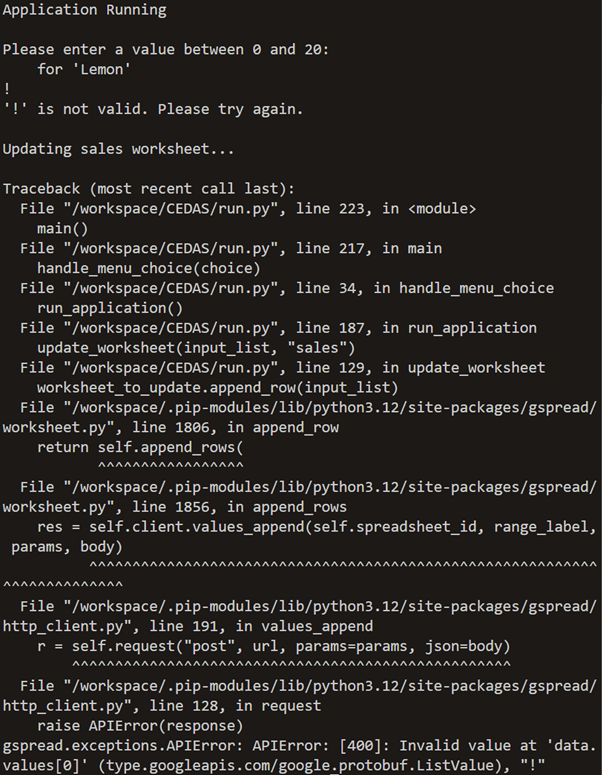 Application Running
Please enter a value between 0 and 20:
    for 'Lemon'
!
'!' is not valid. Please try again.
Updating sales worksheet...
Traceback (most recent call last):
  File "/workspace/CEDAS/run.py", line 223, in <module>
    main()
  File "/workspace/CEDAS/run.py", line 217, in main
    handle_menu_choice(choice)
  File "/workspace/CEDAS/run.py", line 34, in handle_menu_choice
    run_application()
  File "/workspace/CEDAS/run.py", line 187, in run_application
    update_worksheet(input_list, "sales")
  File "/workspace/CEDAS/run.py", line 129, in update_worksheet
    worksheet_to_update.append_row(input_list)
  File "/workspace/.pip-modules/lib/python3.12/site-packages/gspread/
worksheet.py", line 1806, in append_row
    return self.append_rows(
           ^^^^^^^^^^^^^^^^^
  File "/workspace/.pip-modules/lib/python3.12/site-packages/gspread/
worksheet.py", line 1856, in append_rows
    res = self.client.values_append(self.spreadsheet_id, range_label,
 params, body)
          ^^^^^^^^^^^^^^^^^^^^^^^^^^^^^^^^^^^^^^^^^^^^^^^^^^^^^^^^^^^
^^^^^^^^^^^^^^
  File "/workspace/.pip-modules/lib/python3.12/site-packages/gspread/
http_client.py", line 191, in values_append
    r = self.request("post", url, params=params, json=body)
        ^^^^^^^^^^^^^^^^^^^^^^^^^^^^^^^^^^^^^^^^^^^^^^^^^^^
  File "/workspace/.pip-modules/lib/python3.12/site-packages/gspread/
http_client.py", line 128, in request
    raise APIError(response)
gspread.exceptions.APIError: APIError: [400]: Invalid value at 'data.
values[0]' (type.googleapis.com/google.protobuf.ListValue), "!"